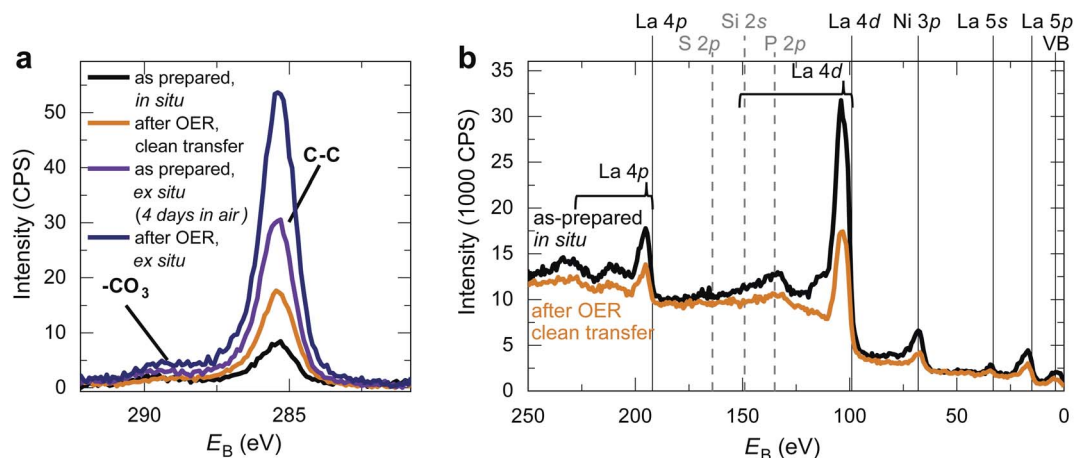 a
as prepared,
in situ
after OER,
clean transfer
as prepared,
ex situ
(4 days in air)
after OER,
ex situ
C-C
-CO3
50
40
30
20
10
0
Intensity (CPS)
290
285
EB (eV)
b
La 4p
Si 2s
La 4d
Ni 3p
La 5s
La 5p
S 2p
P 2p
VB
La 4d
La 4p
as-prepared
in situ
after OER
clean transfer
35
30
25
20
15
10
5
0
Intensity (1000 CPS)
250
200
150
100
50
0
EB (eV)